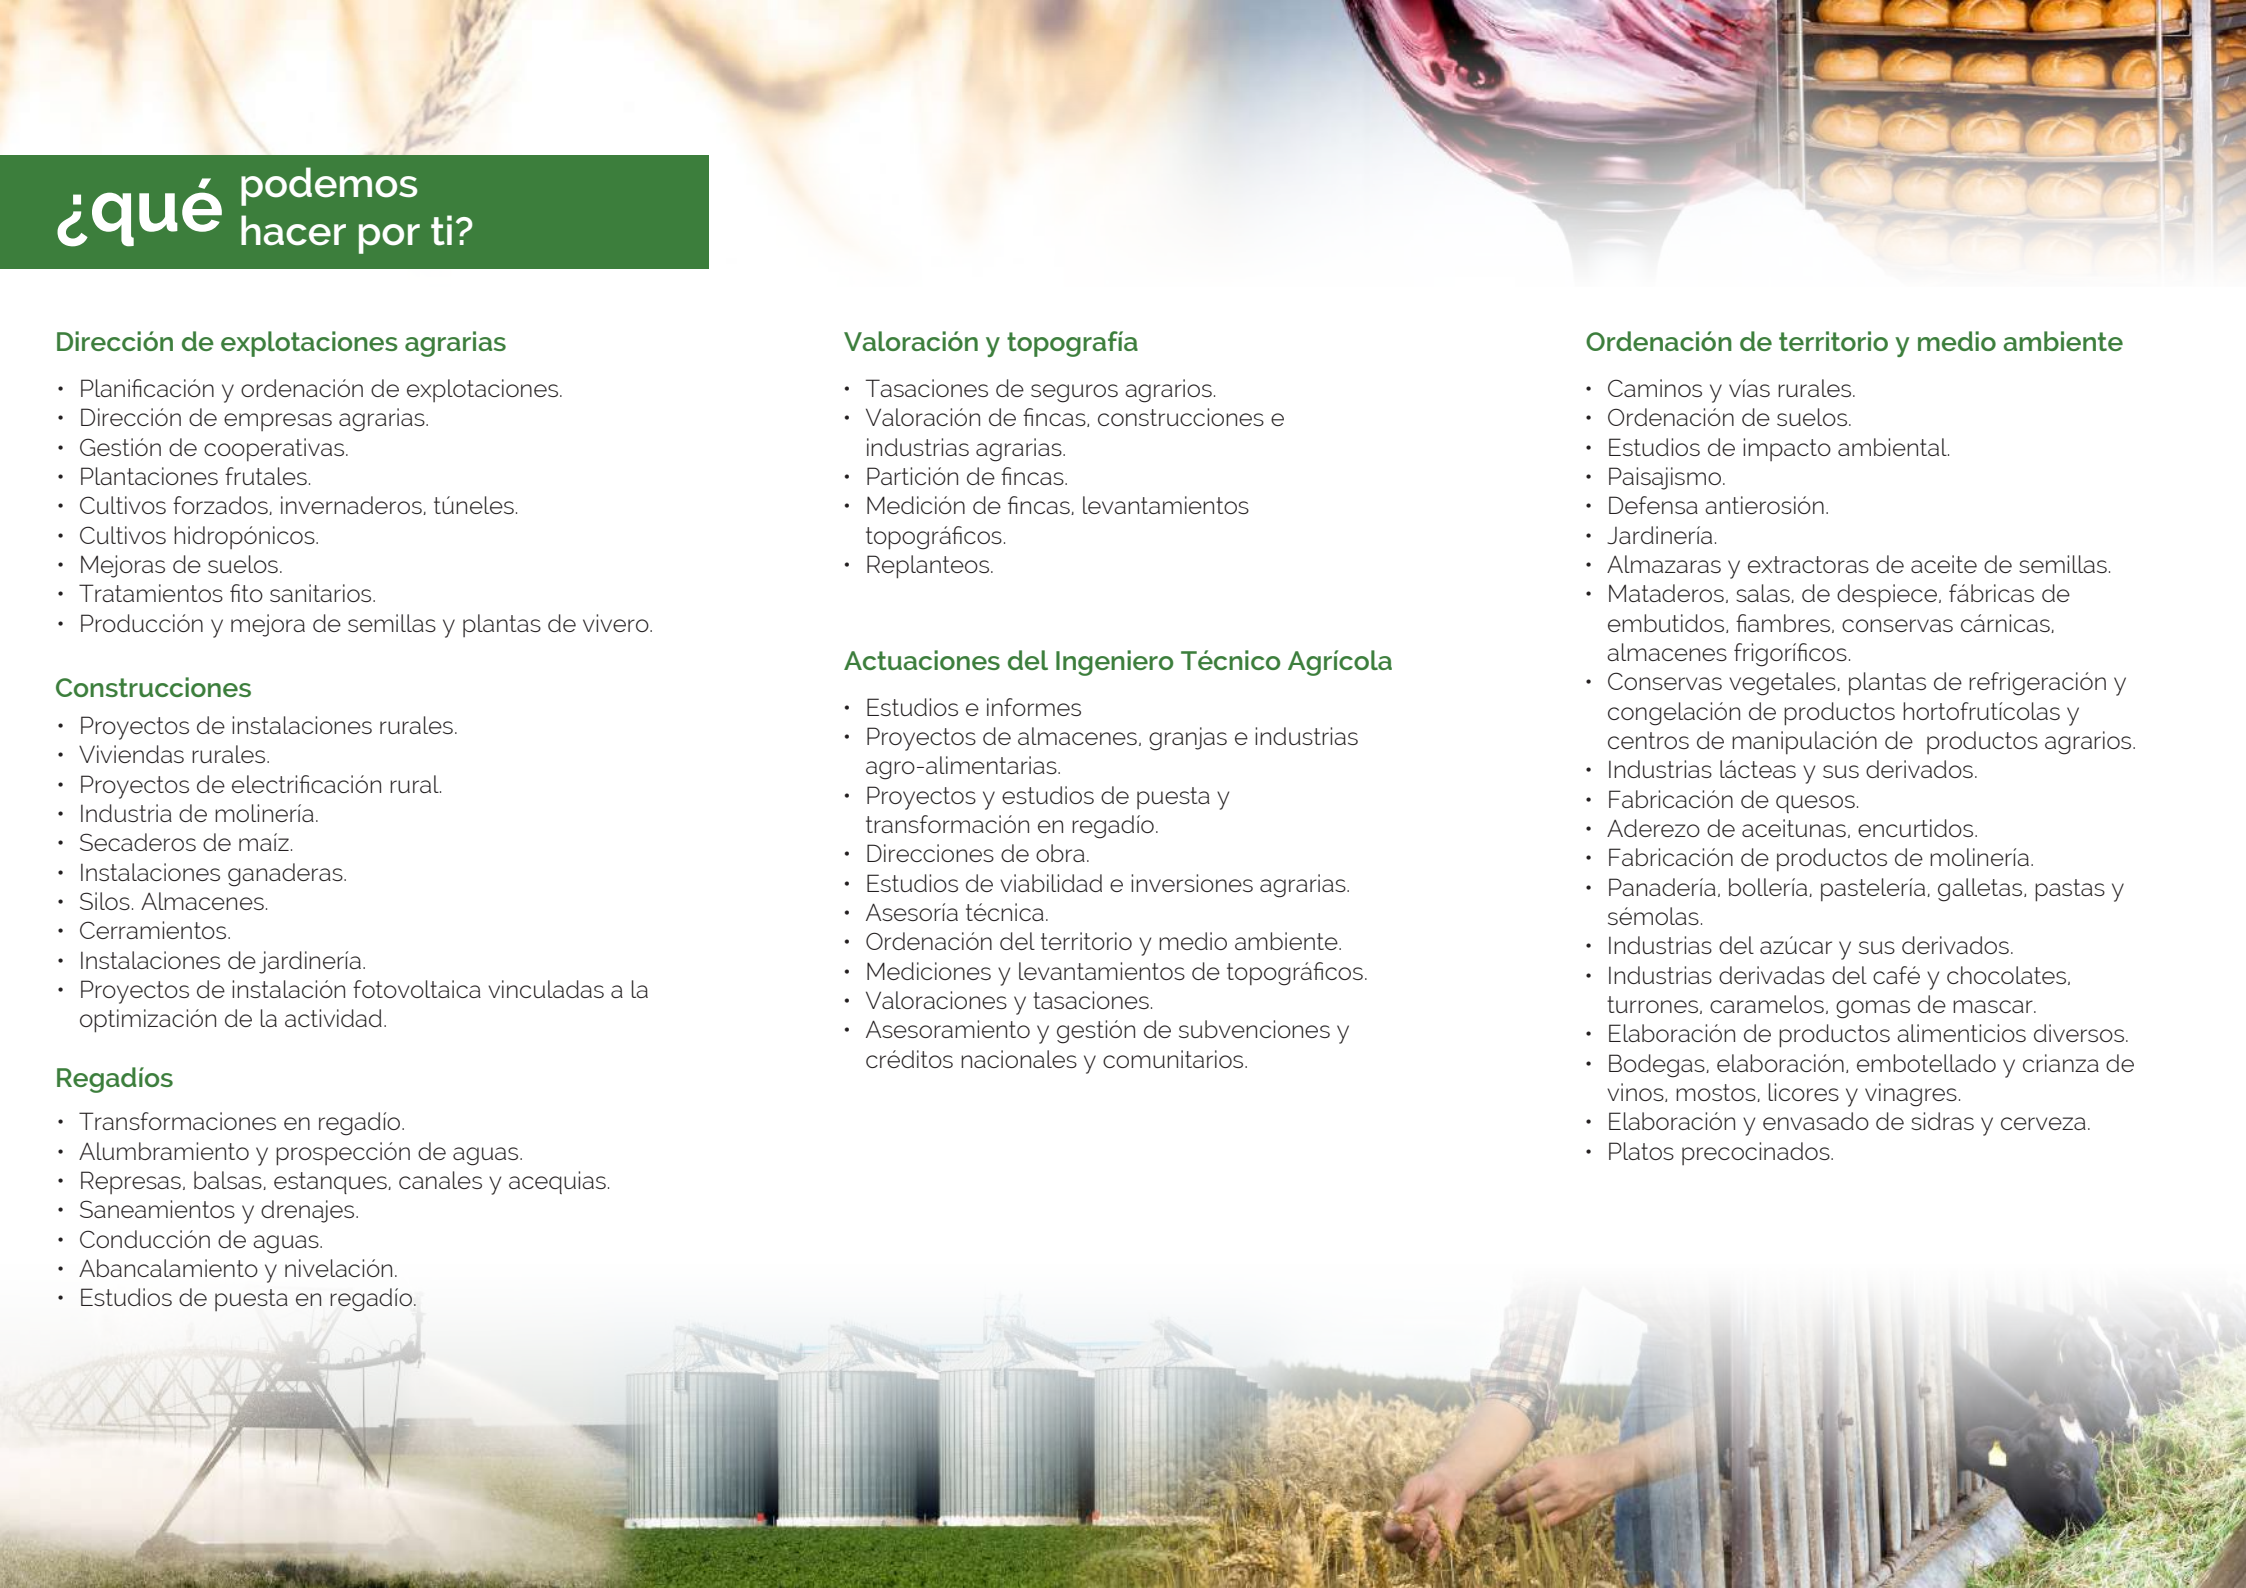 ¿qué podemos
hacer por ti?
Dirección de explotaciones agrarias
• Planificación y ordenación de explotaciones.
• Dirección de empresas agrarias.
• Gestión de cooperativas.
• Plantaciones frutales.
• Cultivos forzados, invernaderos, túneles.
• Cultivos hidropónicos.
• Mejoras de suelos.
• Tratamientos fito sanitarios.
• Producción y mejora de semillas y plantas de vivero.
Construcciones
• Proyectos de instalaciones rurales.
• Viviendas rurales.
• Proyectos de electrificación rural.
• Industria de molinería.
• Secaderos de maíz.
• Instalaciones ganaderas.
• Silos. Almacenes.
• Cerramientos.
• Instalaciones de jardinería.
• Proyectos de instalación fotovoltaica vinculadas a la
optimización de la actividad.
Regadíos
• Transformaciones en regadío.
• Alumbramiento y prospección de aguas.
• Represas, balsas, estanques, canales y acequias.
• Saneamientos y drenajes.
• Conducción de aguas.
• Abancalamiento y nivelación.
• Estudios de puesta en regadío.
Valoración y topografía
• Tasaciones de seguros agrarios.
• Valoración de fincas, construcciones e
industrias agrarias.
• Partición de fincas.
• Medición de fincas, levantamientos
topográficos.
• Replanteos.
Actuaciones del Ingeniero Técnico Agrícola
• Estudios e informes
• Proyectos de almacenes, granjas e industrias
agro-alimentarias.
• Proyectos y estudios de puesta y
transformación en regadío.
• Direcciones de obra.
• Estudios de viabilidad e inversiones agrarias.
• Asesoría técnica.
• Ordenación del territorio y medio ambiente.
• Mediciones y levantamientos de topográficos.
• Valoraciones y tasaciones.
• Asesoramiento y gestión de subvenciones y
créditos nacionales y comunitarios.
Ordenación de territorio y medio ambiente
• Caminos y vías rurales.
• Ordenación de suelos.
• Estudios de impacto ambiental.
• Paisajismo.
• Defensa antierosión.
• Jardinería.
• Almazaras y extractoras de aceite de semillas.
• Mataderos, salas, de despiece, fábricas de
embutidos, fiambres, conservas cárnicas,
almacenes frigoríficos.
• Conservas vegetales, plantas de refrigeración y
congelación de productos hortofrutícolas y
centros de manipulación de  productos agrarios.
• Industrias lácteas y sus derivados.
• Fabricación de quesos.
• Aderezo de aceitunas, encurtidos.
• Fabricación de productos de molinería.
• Panadería, bollería, pastelería, galletas, pastas y
sémolas.
• Industrias del azúcar y sus derivados.
• Industrias derivadas del café y chocolates,
turrones, caramelos, gomas de mascar.
• Elaboración de productos alimenticios diversos.
• Bodegas, elaboración, embotellado y crianza de
vinos, mostos, licores y vinagres.
• Elaboración y envasado de sidras y cerveza.
• Platos precocinados.